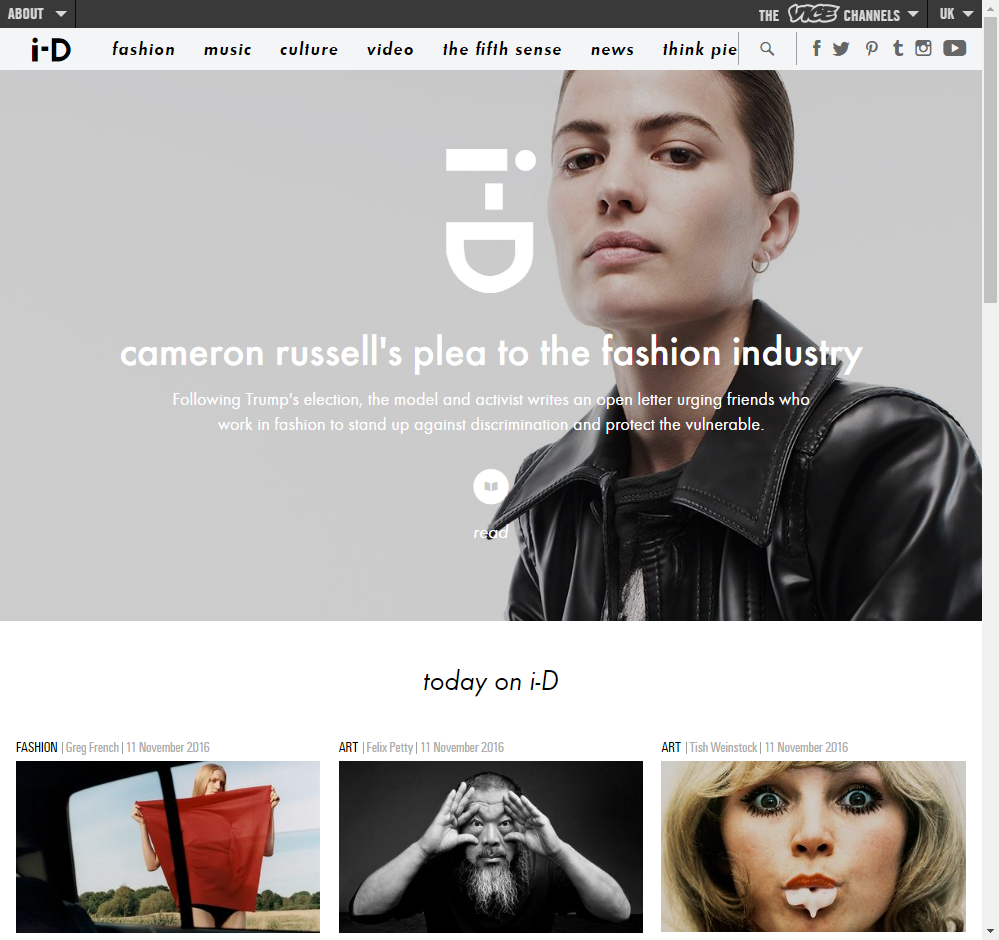 ABOUT
THE VICE CHANNELS
UK
i-D
fashion music culture video the fifth sense news think pie
i-D
cameron russell's plea to the fashion industry
Following Trump's election, the model and activist writes an open letter urging friends who
work in fashion to stand up against discrimination and protect the vulnerable.
read
today on i-D
FASHION | Greg French | 11 November 2016
ART | Felix Petty | 11 November 2016
ART | Tish Weinstock | 11 November 2016